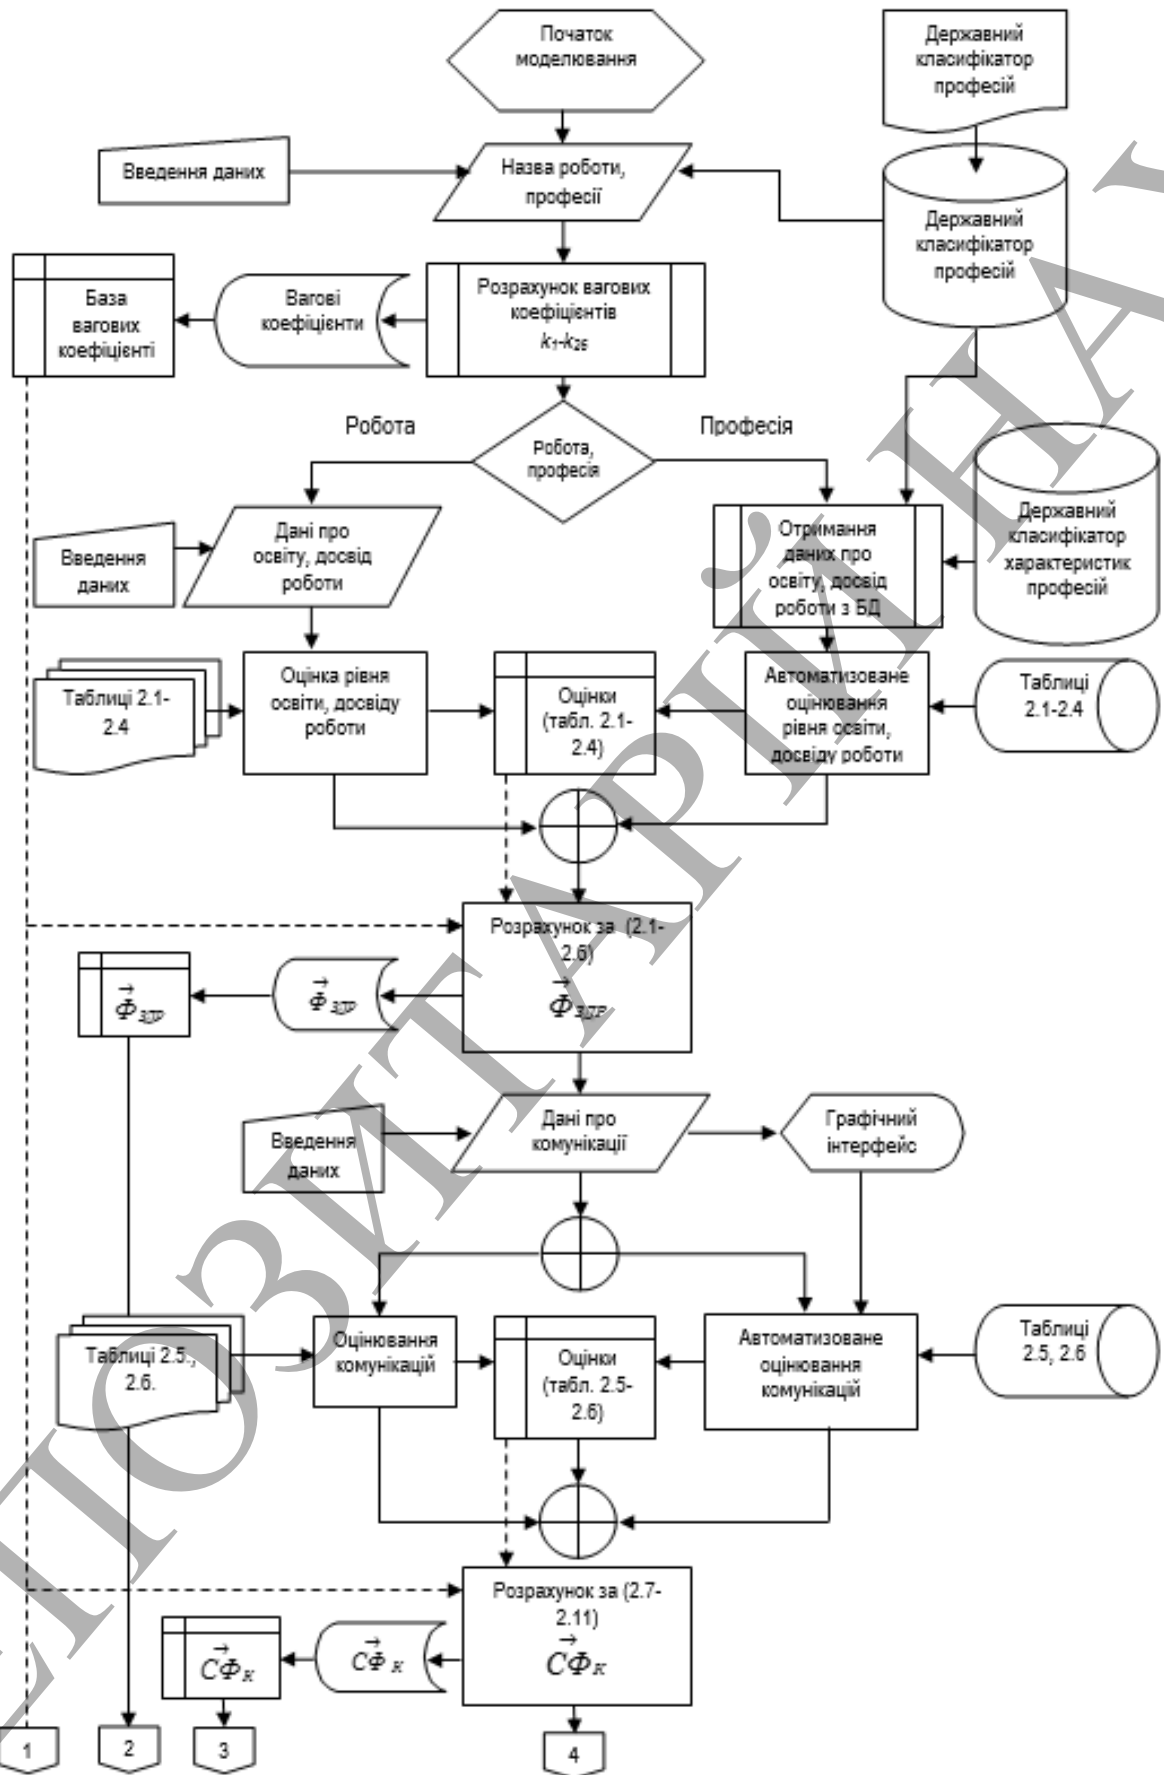 Початок
моделювання
Державний
класифікатор
професій
Введення даних
Назва роботи,
професії
Державний
класифікатор
професій
База
вагових
коефіцієнті
Вагові
коефіцієнти
Розрахунок вагових
коефіцієнтів
k₁-k₂₆
Робота
Робота,
професія
Професія
Введення
даних
Дані про
освіту, досвід
роботи
Отримання
даних про
освіту, досвід
роботи з БД
Державний
класифікатор
характеристик
професій
Таблиці 2.1-
2.4
Оцінка рівня
освіти, досвіду
роботи
Оцінки
(табл. 2.1-
2.4)
Автоматизоване
оцінювання
рівня освіти,
досвіду роботи
Таблиці
2.1-2.4
Розрахунок за (2.1-
2.6)
Φ⃗ЗДР
Φ⃗ЗДР
Φ⃗ЗДР
Введення
даних
Дані про
комунікації
Графічний
інтерфейс
Таблиці 2.5.,
2.6.
Оцінювання
комунікацій
Оцінки
(табл. 2.5-
2.6)
Автоматизоване
оцінювання
комунікацій
Таблиці
2.5, 2.6
Розрахунок за (2.7-
2.11)
CΦ⃗К
CΦ⃗К
CΦ⃗К
1
2
3
4
ЕПОЗИТАРІЙ НА